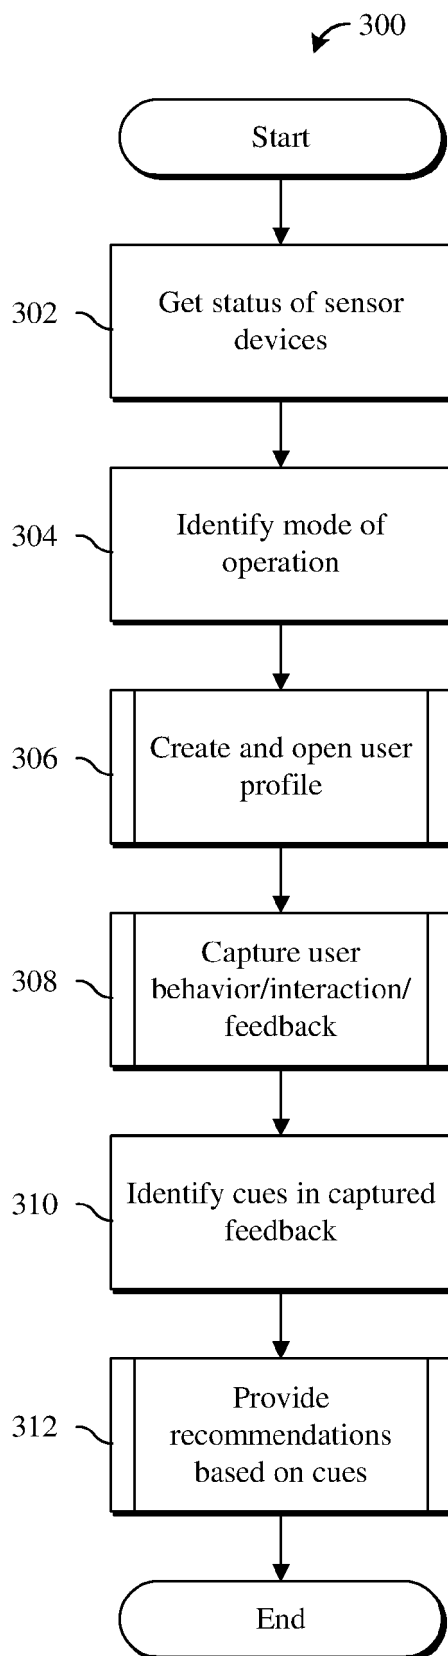 300
Start
302
Get status of sensor
devices
304
Identify mode of
operation
306
Create and open user
profile
308
Capture user
behavior/interaction/
feedback
310
Identify cues in captured
feedback
312
Provide
recommendations
based on cues
End